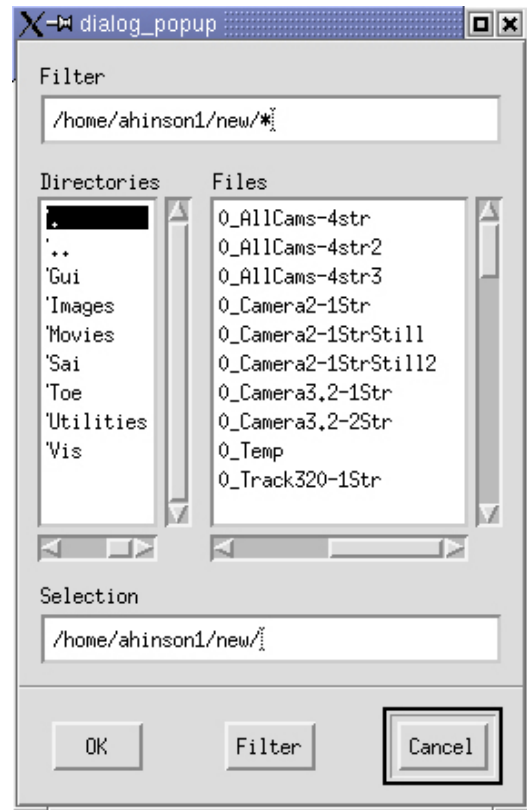 dialog_popup
Filter
/home/ahinson1/new/*
Directories
.
..
'Gui
'Images
'Movies
'Sai
'Toe
'Utilities
'Vis
Files
0_AllCams-4str
0_AllCams-4str2
0_AllCams-4str3
0_Camera2-1Str
0_Camera2-1StrStill
0_Camera2-1StrStill2
0_Camera3.2-1Str
0_Camera3.2-2Str
0_Temp
0_Track320-1Str
Selection
/home/ahinson1/new/
OK Filter Cancel